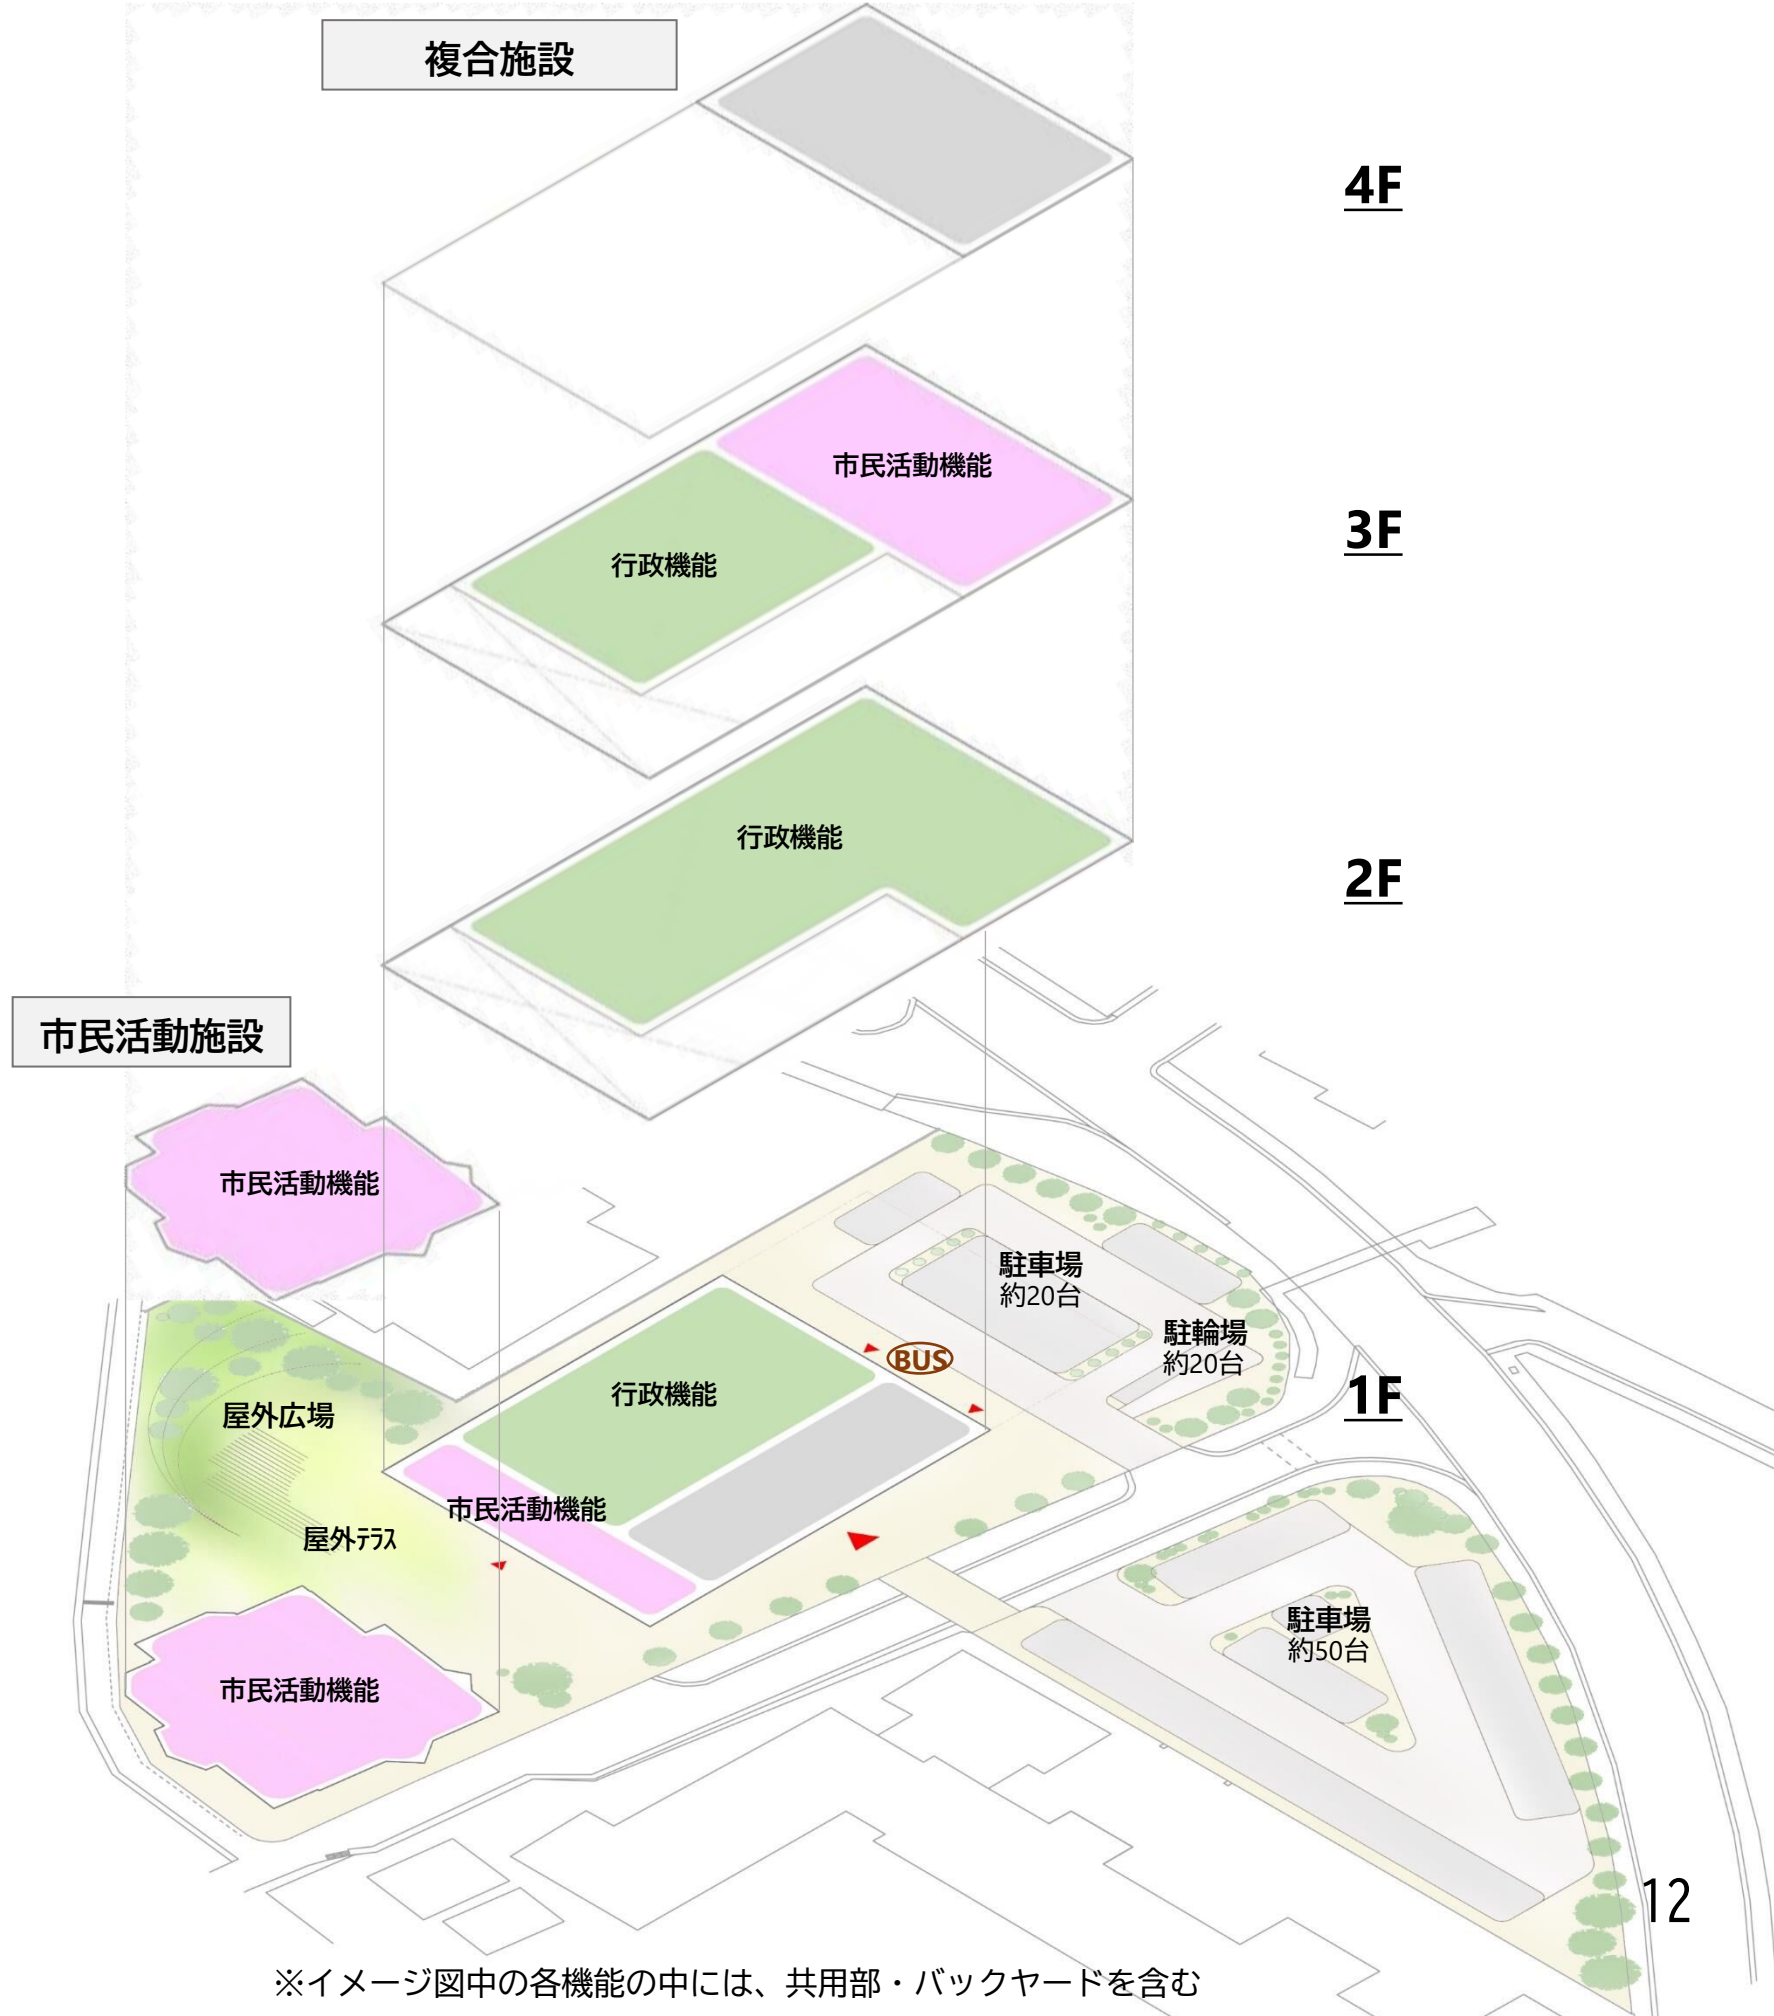 複合施設
4F
市民活動機能
3F
行政機能
行政機能
2F
市民活動施設
市民活動機能
駐車場
約20台
駐輪場
約20台
BUS
行政機能
1F
屋外広場
市民活動機能
屋外ﾃﾗｽ
駐車場
約50台
市民活動機能
12
※イメージ図中の各機能の中には、共用部・バックヤードを含む